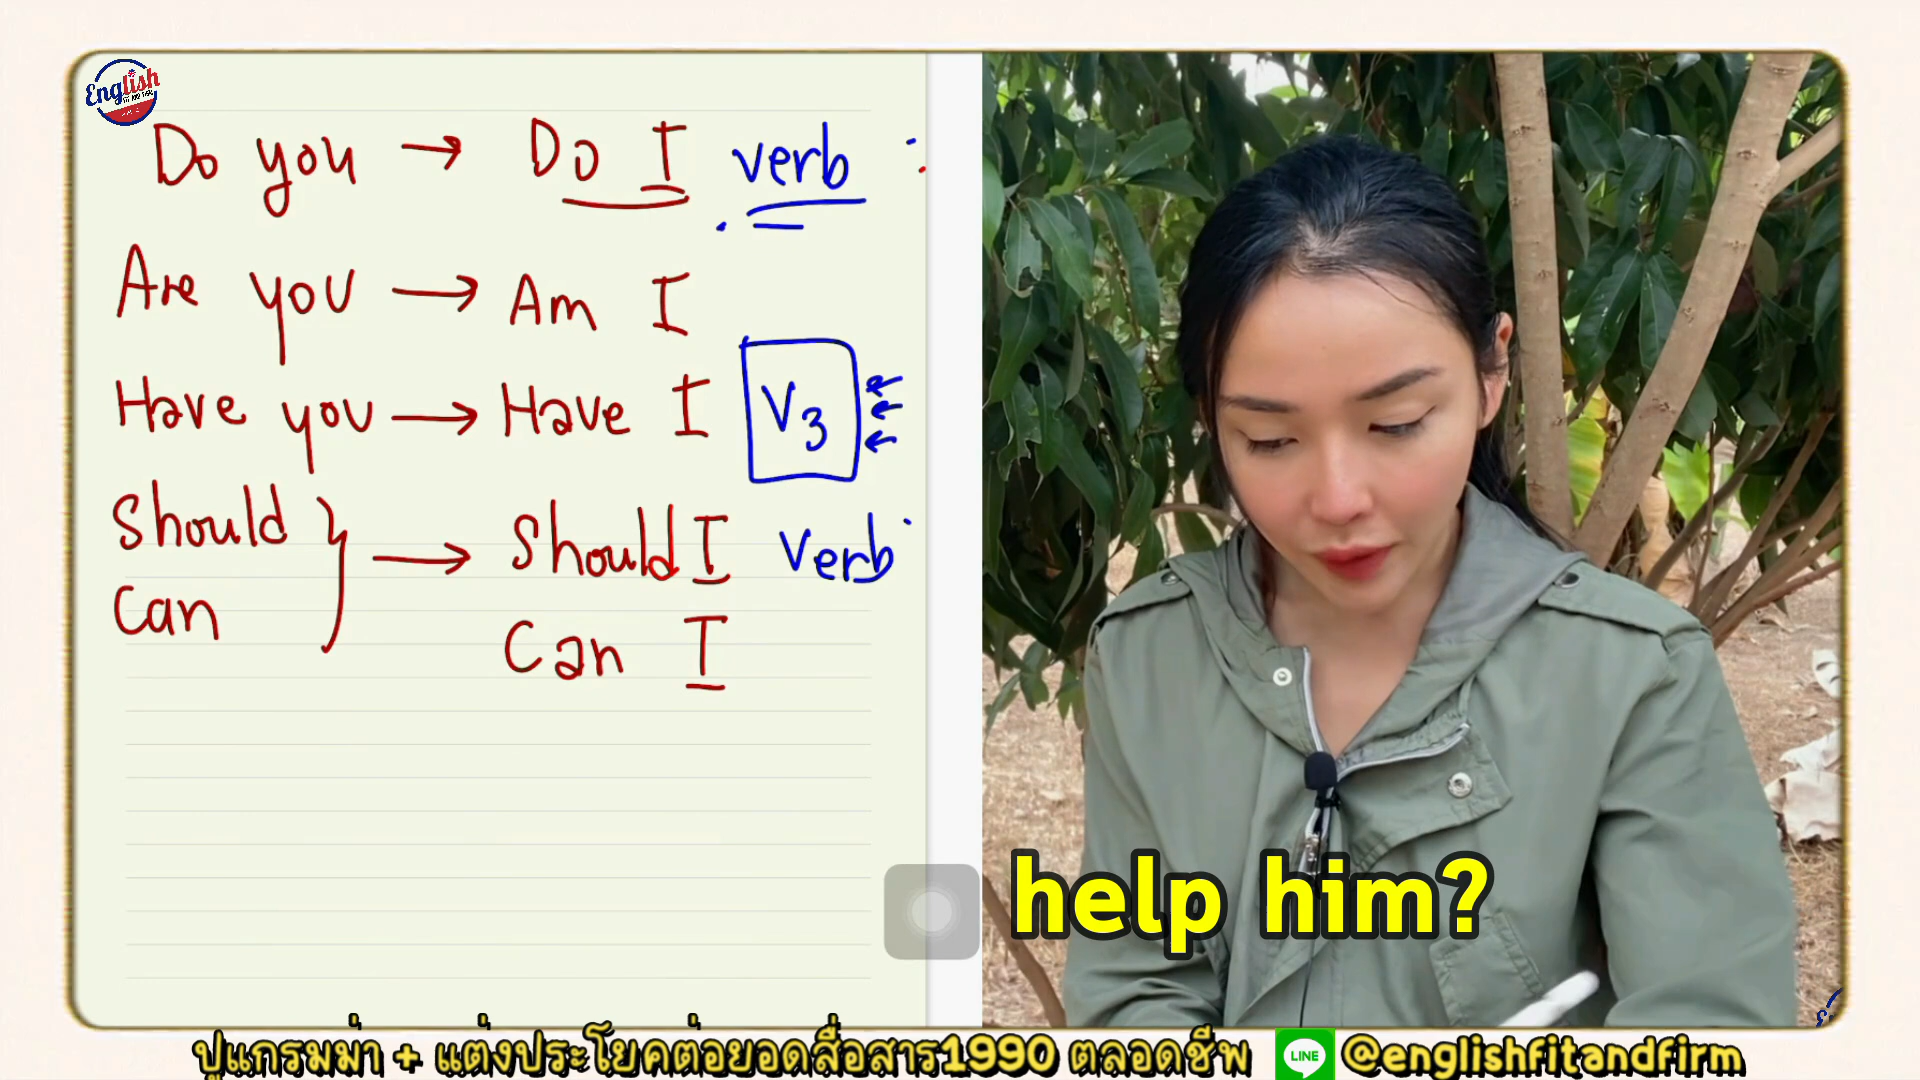 English
Do you → Do I verb
Are you → Am I
Have you → Have I V3
Should } → Should I verb
Can Can I
help him?
ปูแกรมม่า + แต่งประโยคต่อยอดสื่อสาร1990 ตลอดชีพ LINE @englishfitandfirm